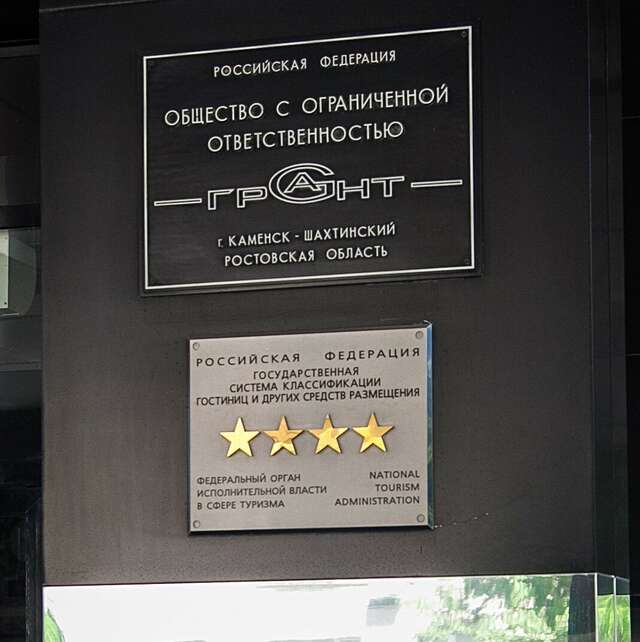 РОССИЙСКАЯ ФЕДЕРАЦИЯ
ОБЩЕСТВО С ОГРАНИЧЕННОЙ
ОТВЕТСТВЕННОСТЬЮ
ГРАНТ
г. КАМЕНСК - ШАХТИНСКИЙ
РОСТОВСКАЯ ОБЛАСТЬ
РОССИЙСКАЯ ФЕДЕРАЦИЯ
ГОСУДАРСТВЕННАЯ
СИСТЕМА КЛАССИФИКАЦИИ
ГОСТИНИЦ И ДРУГИХ СРЕДСТВ РАЗМЕЩЕНИЯ
ФЕДЕРАЛЬНЫЙ ОРГАН
ИСПОЛНИТЕЛЬНОЙ ВЛАСТИ
В СФЕРЕ ТУРИЗМА
NATIONAL
TOURISM
ADMINISTRATION